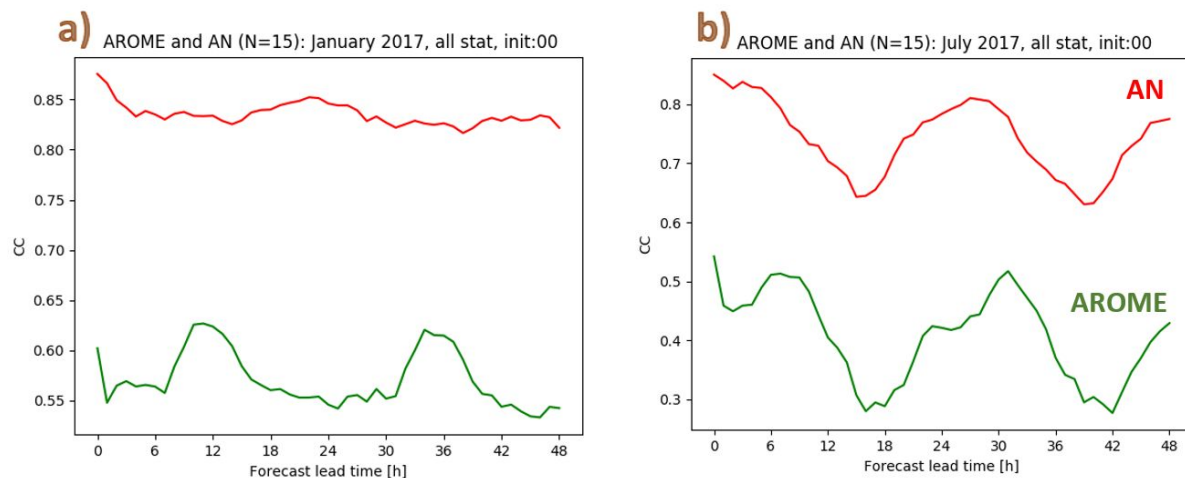 a)
AROME and AN (N=15): January 2017, all stat, init:00
0.85
0.80
0.75
0.70
0.65
0.60
0.55
CC
0 6 12 18 24 30 36 42 48
Forecast lead time [h]
b)
AROME and AN (N=15): July 2017, all stat, init:00
AN
AROME
0.8
0.7
0.6
0.5
0.4
0.3
CC
0 6 12 18 24 30 36 42 48
Forecast lead time [h]